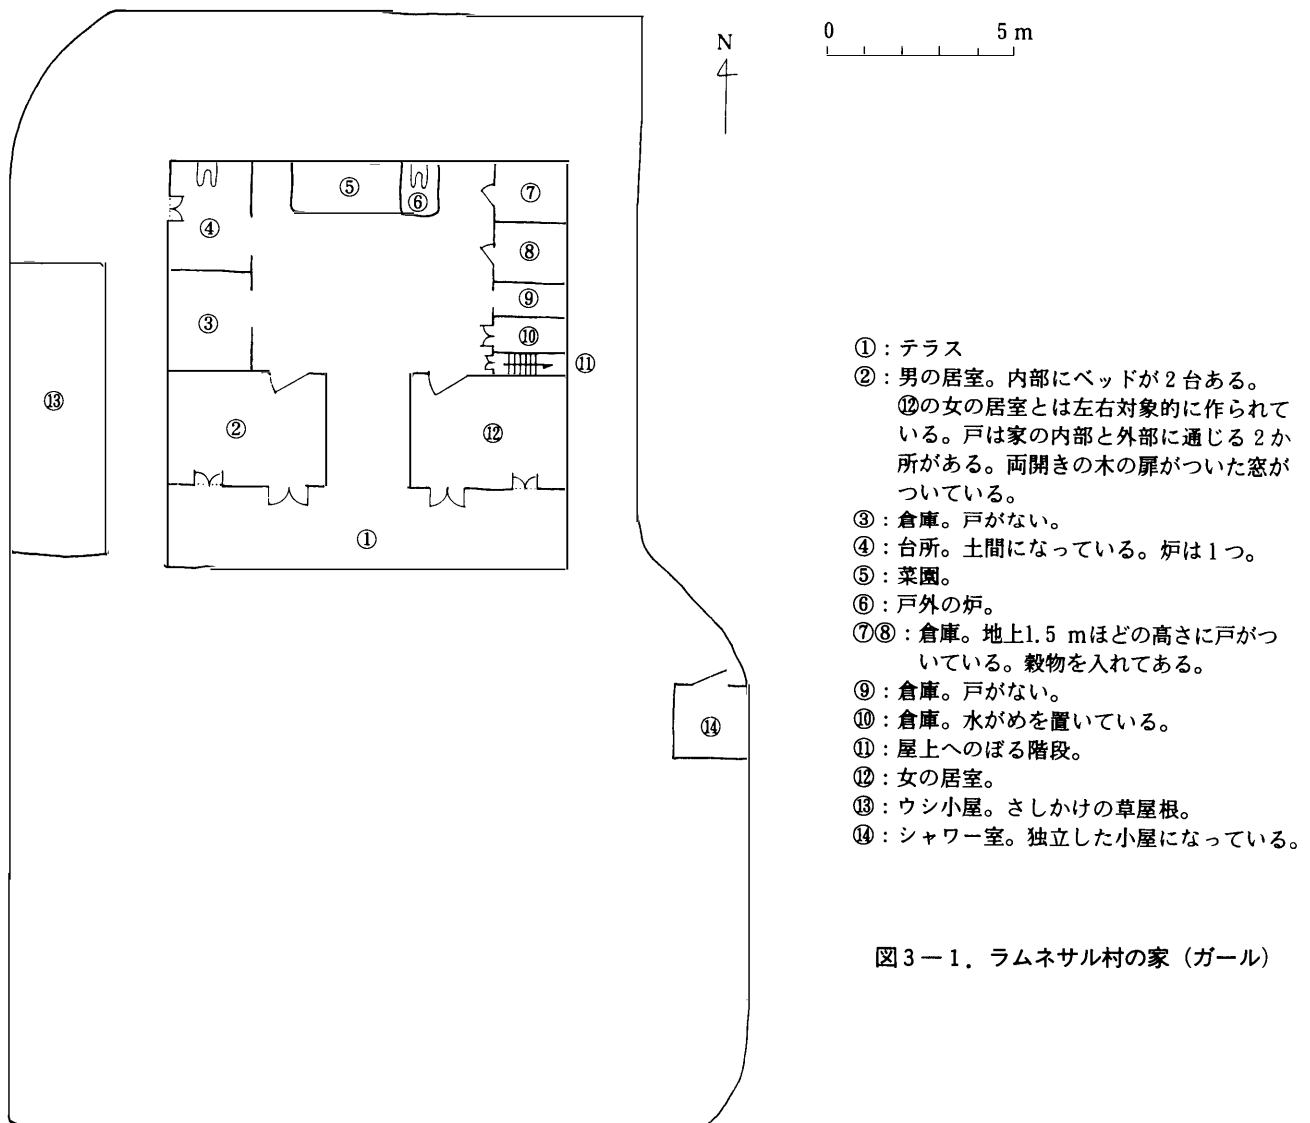 N
0 5 m
⑤
⑥
⑦
④
⑧
⑨
③
⑩
⑪
⑬
②
⑫
①
⑭
①：テラス
②：男の居室。内部にベッドが2台ある。
⑫の女の居室とは左右対象的に作られて
いる。戸は家の内部と外部に通じる2か
所がある。両開きの木の扉がついた窓が
ついている。
③：倉庫。戸がない。
④：台所。土間になっている。炉は1つ。
⑤：菜園。
⑥：戸外の炉。
⑦⑧：倉庫。地上1.5 mほどの高さに戸がつ
いている。穀物を入れてある。
⑨：倉庫。戸がない。
⑩：倉庫。水がめを置いている。
⑪：屋上へのぼる階段。
⑫：女の居室。
⑬：ウシ小屋。さしかけの草屋根。
⑭：シャワー室。独立した小屋になっている。
図3－1．ラムネサル村の家（ガール）